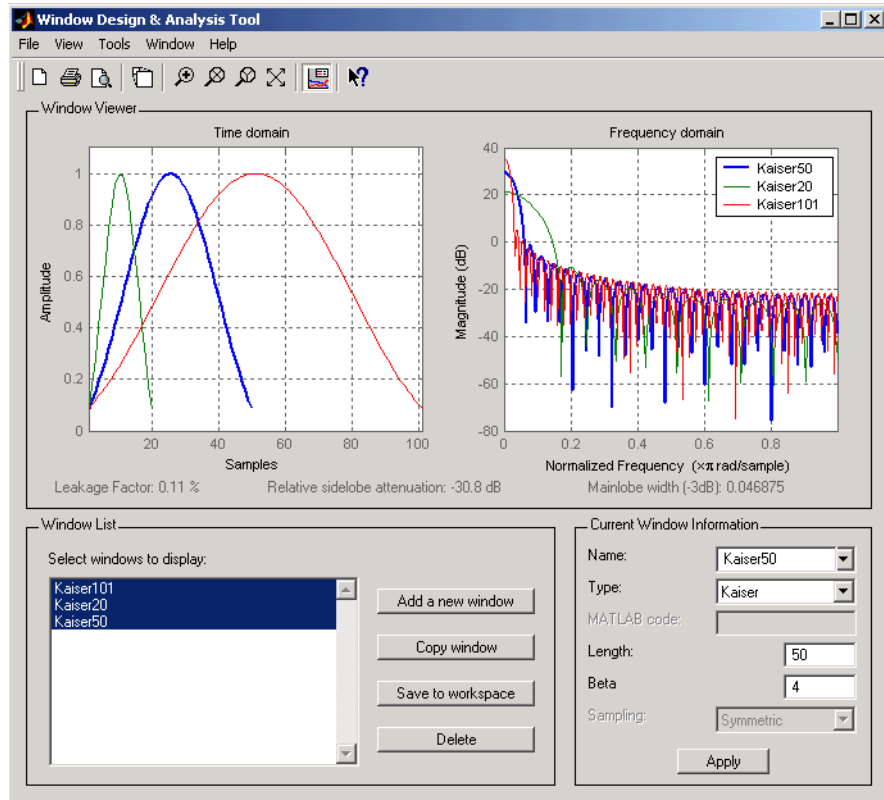 Window Design & Analysis Tool
File View Tools Window Help
Window Viewer
Time domain
Frequency domain
1
0.8
0.6
0.4
0.2
0
Amplitude
20 40 60 80 100
Samples
40
20
0
-20
-40
-60
-80
Magnitude (dB)
Kaiser50
Kaiser20
Kaiser101
0 0.2 0.4 0.6 0.8
Normalized Frequency (×π rad/sample)
Leakage Factor: 0.11 % Relative sidelobe attenuation: -30.8 dB Mainlobe width (-3dB): 0.046875
Window List
Select windows to display:
Kaiser101
Kaiser20
Kaiser50
Add a new window
Copy window
Save to workspace
Delete
Current Window Information
Name: Kaiser50
Type: Kaiser
MATLAB code:
Length: 50
Beta 4
Sampling: Symmetric
Apply